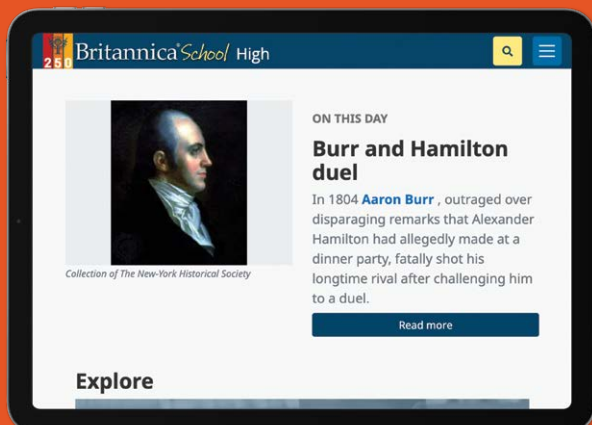 250
Britannica School High
ON THIS DAY
Burr and Hamilton
duel
In 1804 Aaron Burr , outraged over
disparaging remarks that Alexander
Hamilton had allegedly made at a
dinner party, fatally shot his
longtime rival after challenging him
to a duel.
Collection of The New-York Historical Society
Read more
Explore